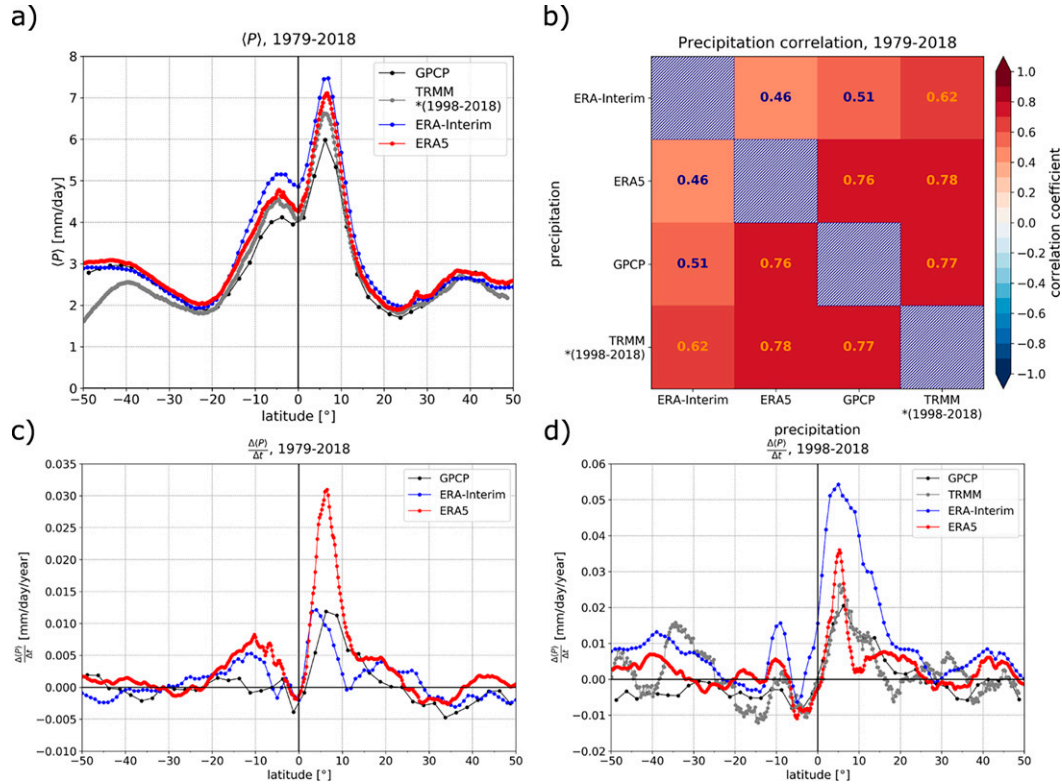 a)
⟨P⟩, 1979-2018
8
7
6
5
4
3
2
1
0
⟨P⟩ [mm/day]
GPCP
TRMM
*(1998-2018)
ERA-Interim
ERA5
−50 −40 −30 −20 −10 0 10 20 30 40 50
latitude [°]
b)
Precipitation correlation, 1979-2018
precipitation
ERA-Interim 0.46 0.51 0.62
ERA5 0.46 0.76 0.78
GPCP 0.51 0.76 0.77
TRMM
*(1998-2018) 0.62 0.78 0.77
ERA-Interim ERA5 GPCP TRMM
*(1998-2018)
precipitation
1.0
0.8
0.6
0.4
0.2
0.0
−0.2
−0.4
−0.6
−0.8
−1.0
correlation coefficient
c)
Δ⟨P⟩/Δt, 1979-2018
0.035
0.030
0.025
0.020
0.015
0.010
0.005
0.000
−0.005
−0.010
Δ⟨P⟩/Δt [mm/day/year]
GPCP
ERA-Interim
ERA5
−50 −40 −30 −20 −10 0 10 20 30 40 50
latitude [°]
d)
Δ⟨P⟩/Δt, 1998-2018
0.06
0.05
0.04
0.03
0.02
0.01
0.00
−0.01
−0.02
Δ⟨P⟩/Δt [mm/day/year]
GPCP
TRMM
ERA-Interim
ERA5
−50 −40 −30 −20 −10 0 10 20 30 40 50
latitude [°]